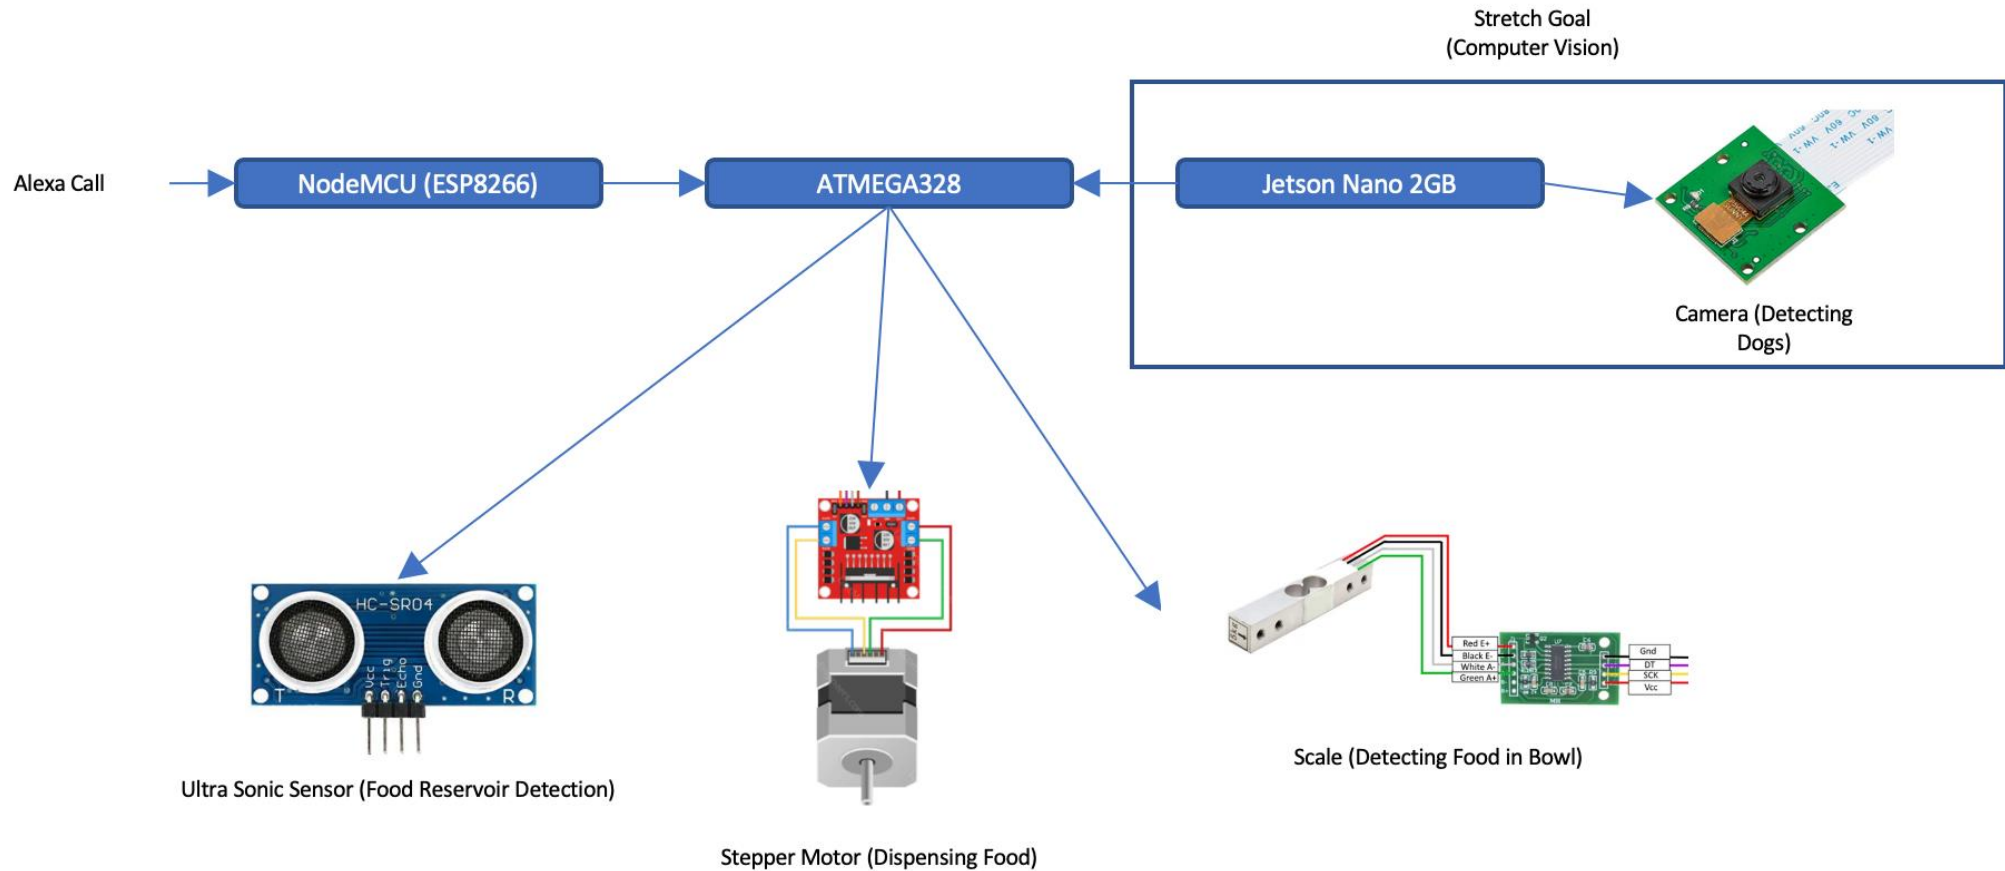 Stretch Goal
(Computer Vision)
Alexa Call
NodeMCU (ESP8266)
ATMEGA328
Jetson Nano 2GB
Camera (Detecting
Dogs)
HC-SR04
Vcc
Trig
Echo
Gnd
T
R
Ultra Sonic Sensor (Food Reservoir Detection)
Stepper Motor (Dispensing Food)
Red E+
Black E-
White A-
Green A+
Gnd
DT
SCK
Vcc
Scale (Detecting Food in Bowl)